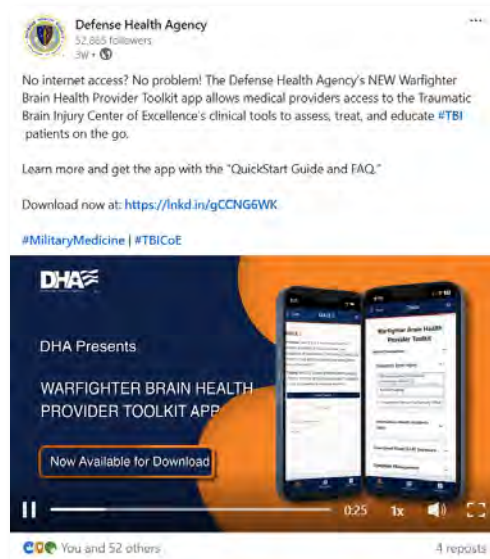 Defense Health Agency
52,865 followers
3w •
No internet access? No problem! The Defense Health Agency's NEW Warfighter
Brain Health Provider Toolkit app allows medical providers access to the Traumatic
Brain Injury Center of Excellence's clinical tools to assess, treat, and educate #TBI
patients on the go.
Learn more and get the app with the "QuickStart Guide and FAQ."
Download now at: https://lnkd.in/gCCNG6WK
#MilitaryMedicine | #TBICoE
DHA
DHA Presents
WARFIGHTER BRAIN HEALTH
PROVIDER TOOLKIT APP
Now Available for Download
Warfighter Brain Health
Provider Toolkit
0:25
1x
You and 52 others
4 reposts